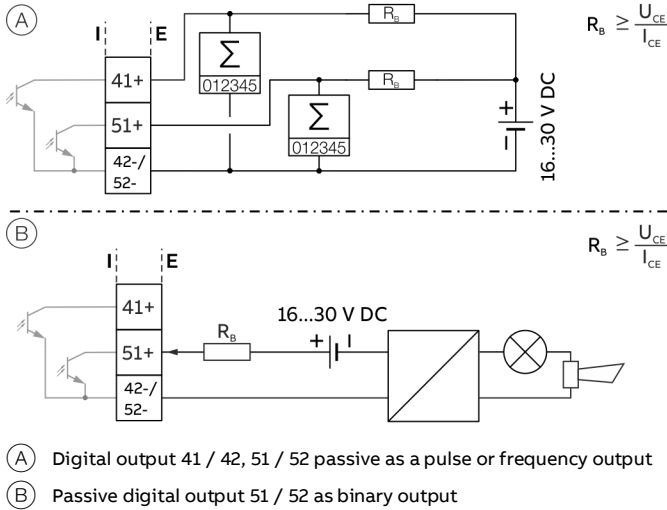 A
I E
R_B
R_B ≥ U_CE / I_CE
Σ
012345
41+
R_B
Σ
012345
51+
42-/
52-
+
−
16...30 V DC
B
I E
R_B ≥ U_CE / I_CE
41+
16...30 V DC
R_B
+ −
51+
42-/
52-
A Digital output 41 / 42, 51 / 52 passive as a pulse or frequency output
B Passive digital output 51 / 52 as binary output